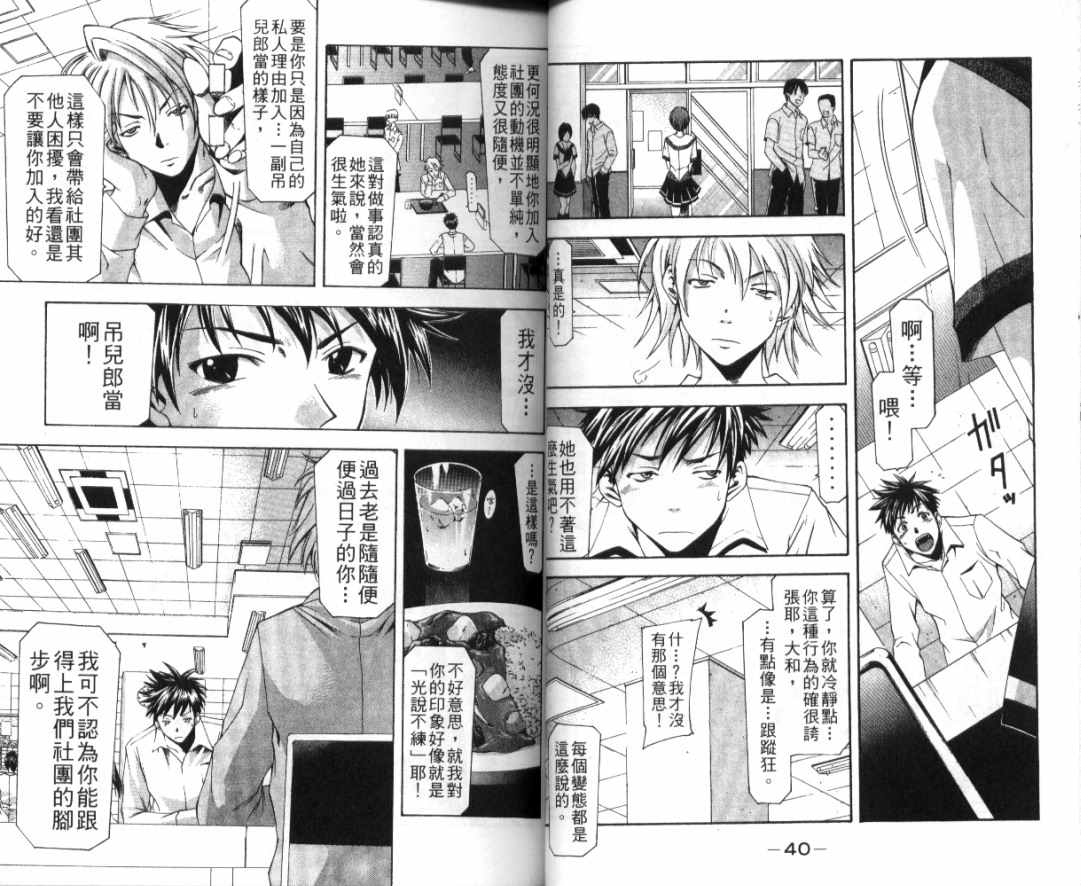 啊…等…
喂！
ガタッ
…真是的！
………
她也用不著這
麼生氣吧？
算了，你就冷靜點…
你這種行為的確很誇
張耶，大和，
…有點像是…跟蹤狂。
什…？我才沒
有那個意思！
每個變態都是
這麼說的。
－40－
更何況很明顯地你加入
社團的動機並不單純，
態度又很隨便，
這對做事認真的
她來說，當然會
很生氣啦。
……
要是你只是因為自己的
私人理由加入…一副吊
兒郎當的樣子，
這樣只會帶給社團其
他人困擾，我看還是
不要讓你加入的好。
我才沒…
吊兒郎當
啊！
…是這樣嗎？
不好意思，就我對
你的印象好像就是
「光說不練」耶！
過去老是隨隨便
便過日子的你…
我可不認為你能跟
得上我們社團的腳
步啊。